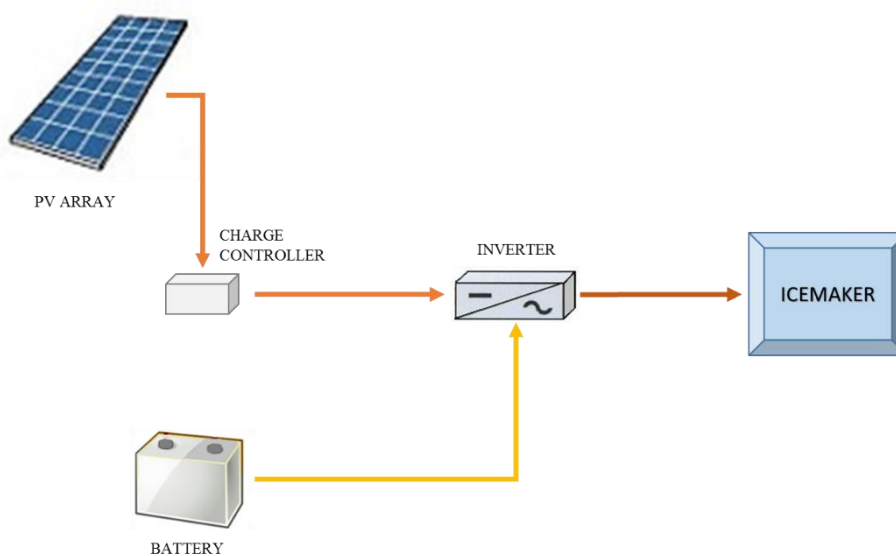 PV ARRAY
CHARGE
CONTROLLER
INVERTER
ICEMAKER
BATTERY